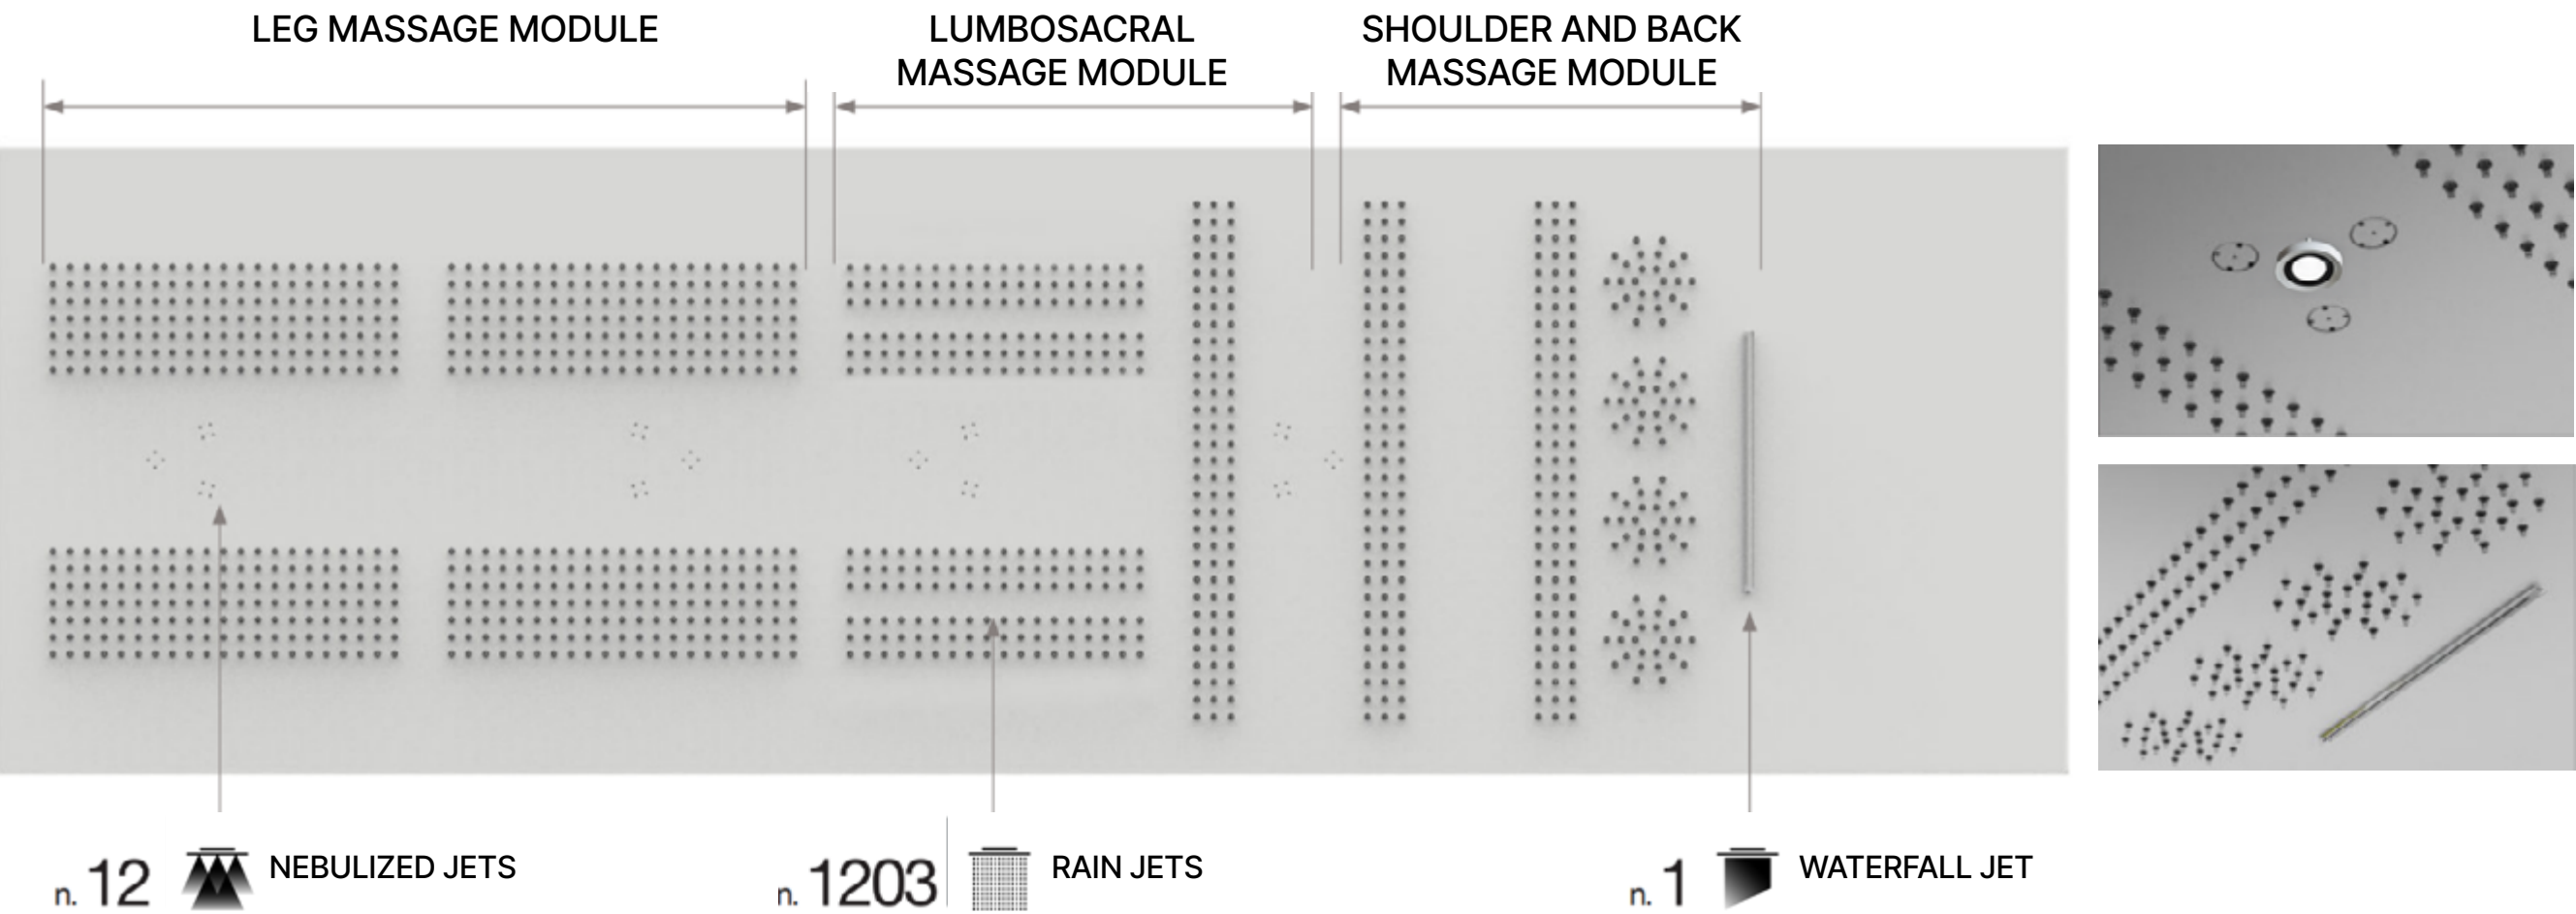 LEG MASSAGE MODULE
LUMBOSACRAL
MASSAGE MODULE
SHOULDER AND BACK
MASSAGE MODULE
n. 12 NEBULIZED JETS
n. 1203 RAIN JETS
n. 1 WATERFALL JET